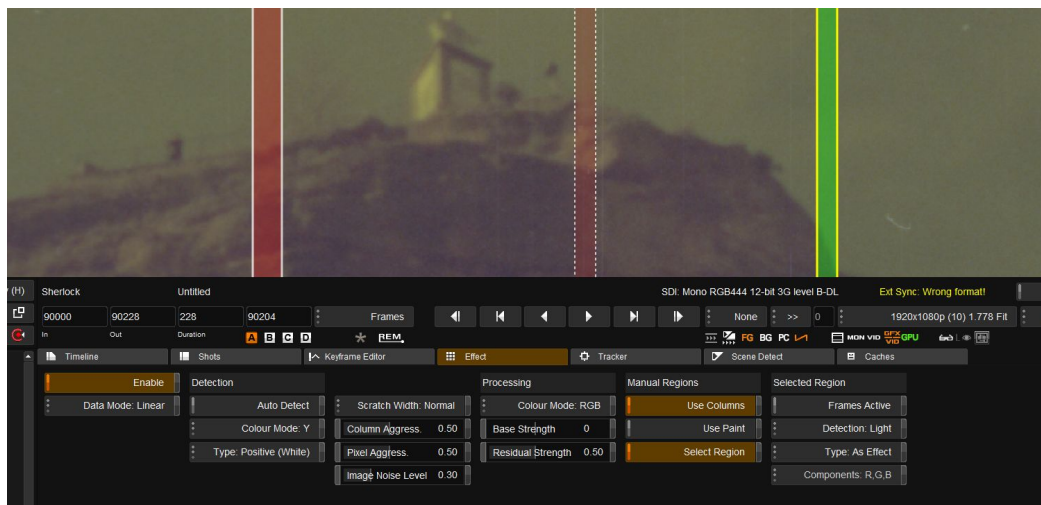 (H) Sherlock Untitled SDI: Mono RGB444 12-bit 3G level B-DL Ext Sync: Wrong format!
90000 90228 228 90204 Frames None >> 0 1920x1080p (10) 1.778 Fit
In Out Duration A B C D REM FG BG PC MON VID GFX VID GPU L
Timeline Shots Keyframe Editor Effect Tracker Scene Detect Caches
Enable Detection Processing Manual Regions Selected Region
Data Mode: Linear Auto Detect Scratch Width: Normal Colour Mode: RGB Use Columns Frames Active
Colour Mode: Y Column Aggress. 0.50 Base Strength 0 Use Paint Detection: Light
Type: Positive (White) Pixel Aggress. 0.50 Residual Strength 0.50 Select Region Type: As Effect
Image Noise Level 0.30 Components: R,G,B